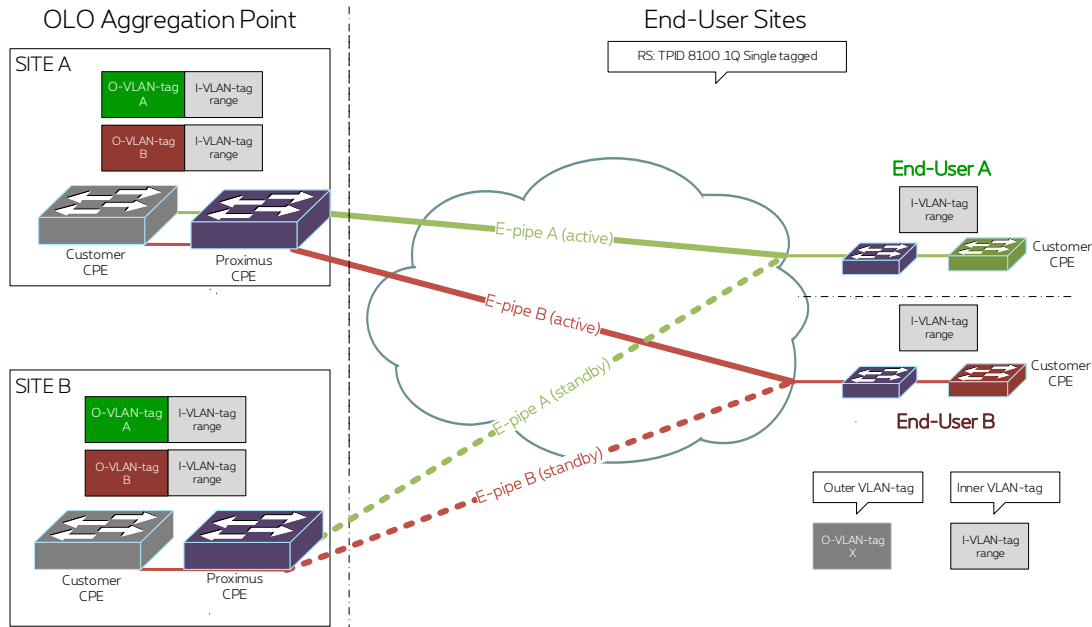 OLO Aggregation Point
End-User Sites
RS: TPID 8100 .1Q Single tagged
SITE A
O-VLAN-tag
A
I-VLAN-tag
range
O-VLAN-tag
B
I-VLAN-tag
range
Customer
CPE
Proximus
CPE
E-pipe A (active)
E-pipe B (active)
E-pipe A (standby)
E-pipe B (standby)
End-User A
I-VLAN-tag
range
Customer
CPE
I-VLAN-tag
range
Customer
CPE
End-User B
SITE B
O-VLAN-tag
A
I-VLAN-tag
range
O-VLAN-tag
B
I-VLAN-tag
range
Customer
CPE
Proximus
CPE
Outer VLAN-tag
Inner VLAN-tag
O-VLAN-tag
X
I-VLAN-tag
range